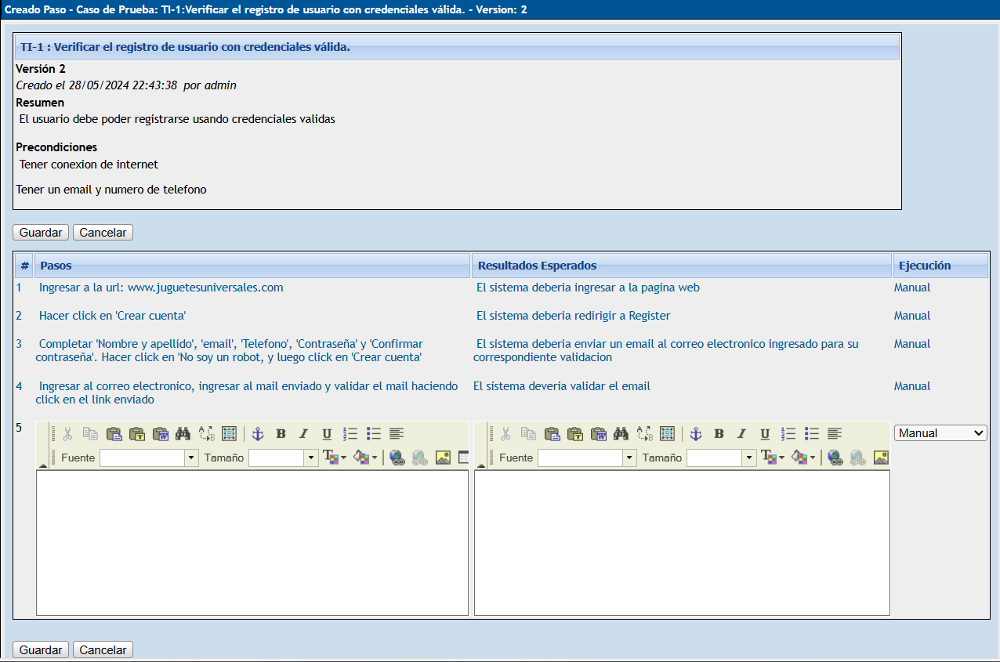 Creado Paso - Caso de Prueba: TI-1:Verificar el registro de usuario con credenciales válida. - Version: 2
TI-1 : Verificar el registro de usuario con credenciales válida.
Versión 2
Creado el 28/05/2024 22:43:38 por admin
Resumen
El usuario debe poder registrarse usando credenciales validas
Precondiciones
Tener conexion de internet
Tener un email y numero de telefono
Guardar Cancelar
# Pasos Resultados Esperados Ejecución
1 Ingresar a la url: www.juguetesuniversales.com El sistema deberia ingresar a la pagina web Manual
2 Hacer click en 'Crear cuenta' El sistema deberia redirigir a Register Manual
3 Completar 'Nombre y apellido', 'email', 'Telefono', 'Contraseña' y 'Confirmar El sistema deberia enviar un email al correo electronico ingresado para su Manual
contraseña'. Hacer click en 'No soy un robot, y luego click en 'Crear cuenta' correspondiente validacion
4 Ingresar al correo electronico, ingresar al mail enviado y validar el mail haciendo El sistema deveria validar el email Manual
click en el link enviado
5 B I U B I U Manual
Fuente Tamaño Fuente Tamaño
Guardar Cancelar